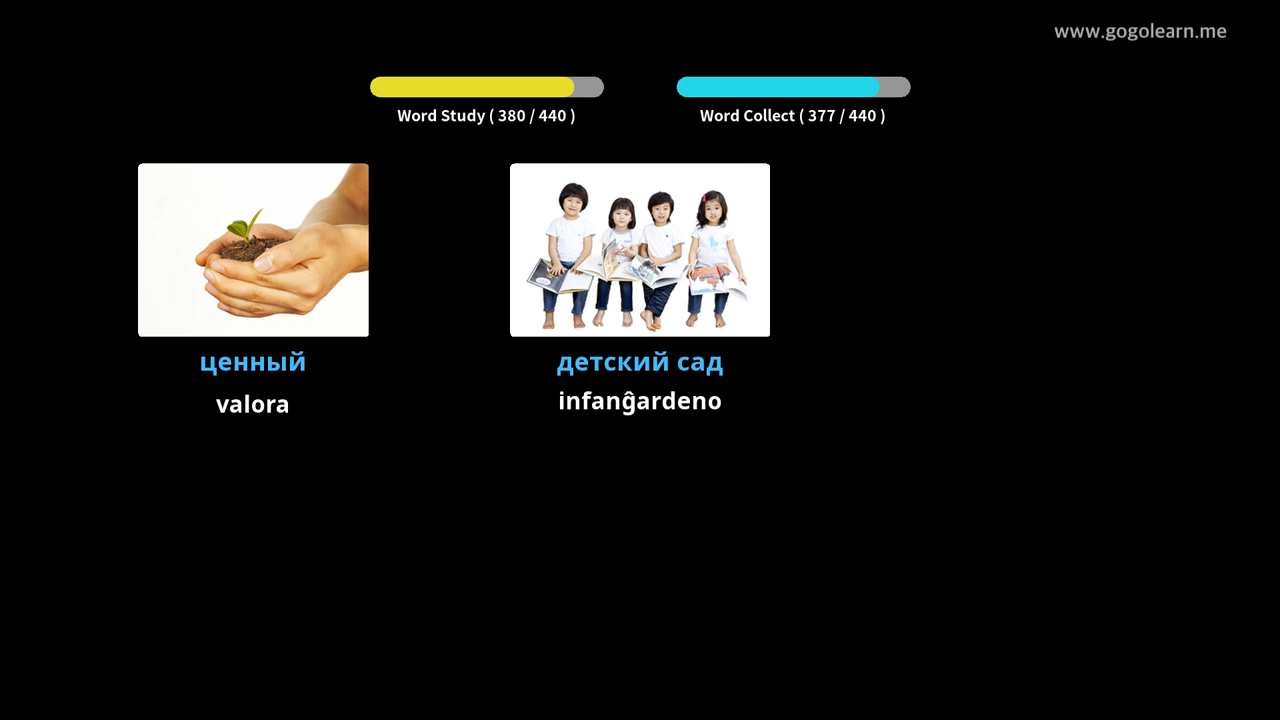 www.gogolearn.me
Word Study ( 380 / 440 )
Word Collect ( 377 / 440 )
ценный
valora
детский сад
infanĝardeno